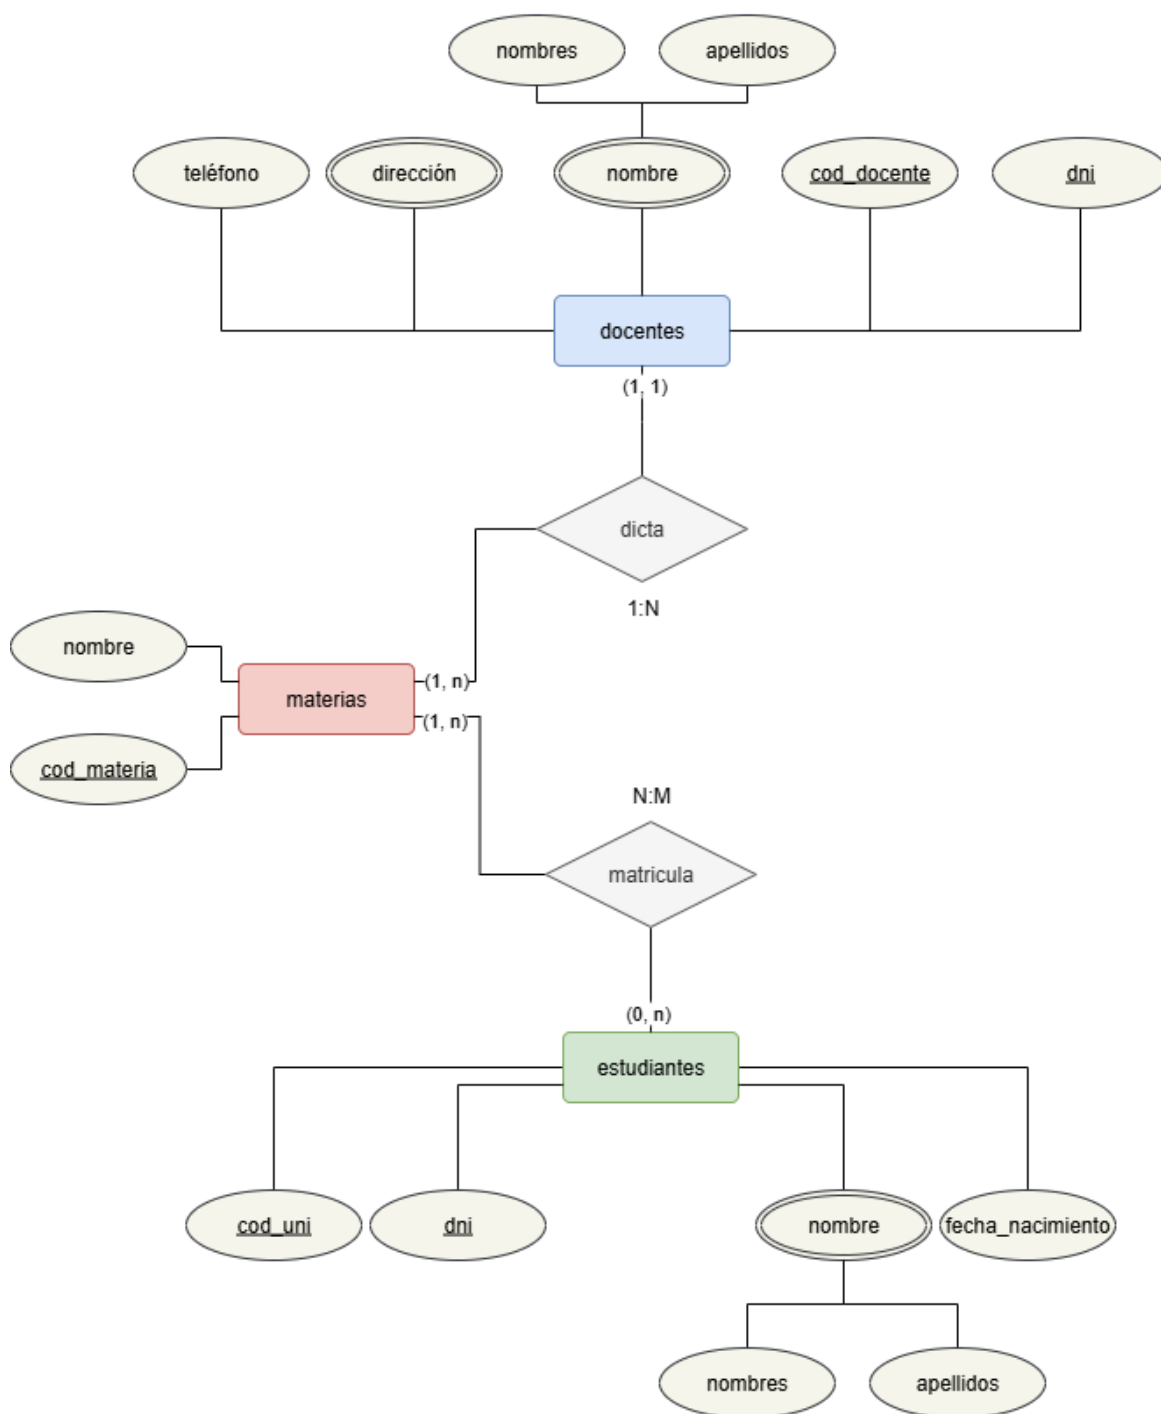 nombres
apellidos
teléfono
dirección
nombre
cod_docente
dni
docentes
(1, 1)
dicta
1:N
nombre
materias
(1, n)
(1, n)
cod_materia
N:M
matricula
(0, n)
estudiantes
cod_uni
dni
nombre
fecha_nacimiento
nombres
apellidos